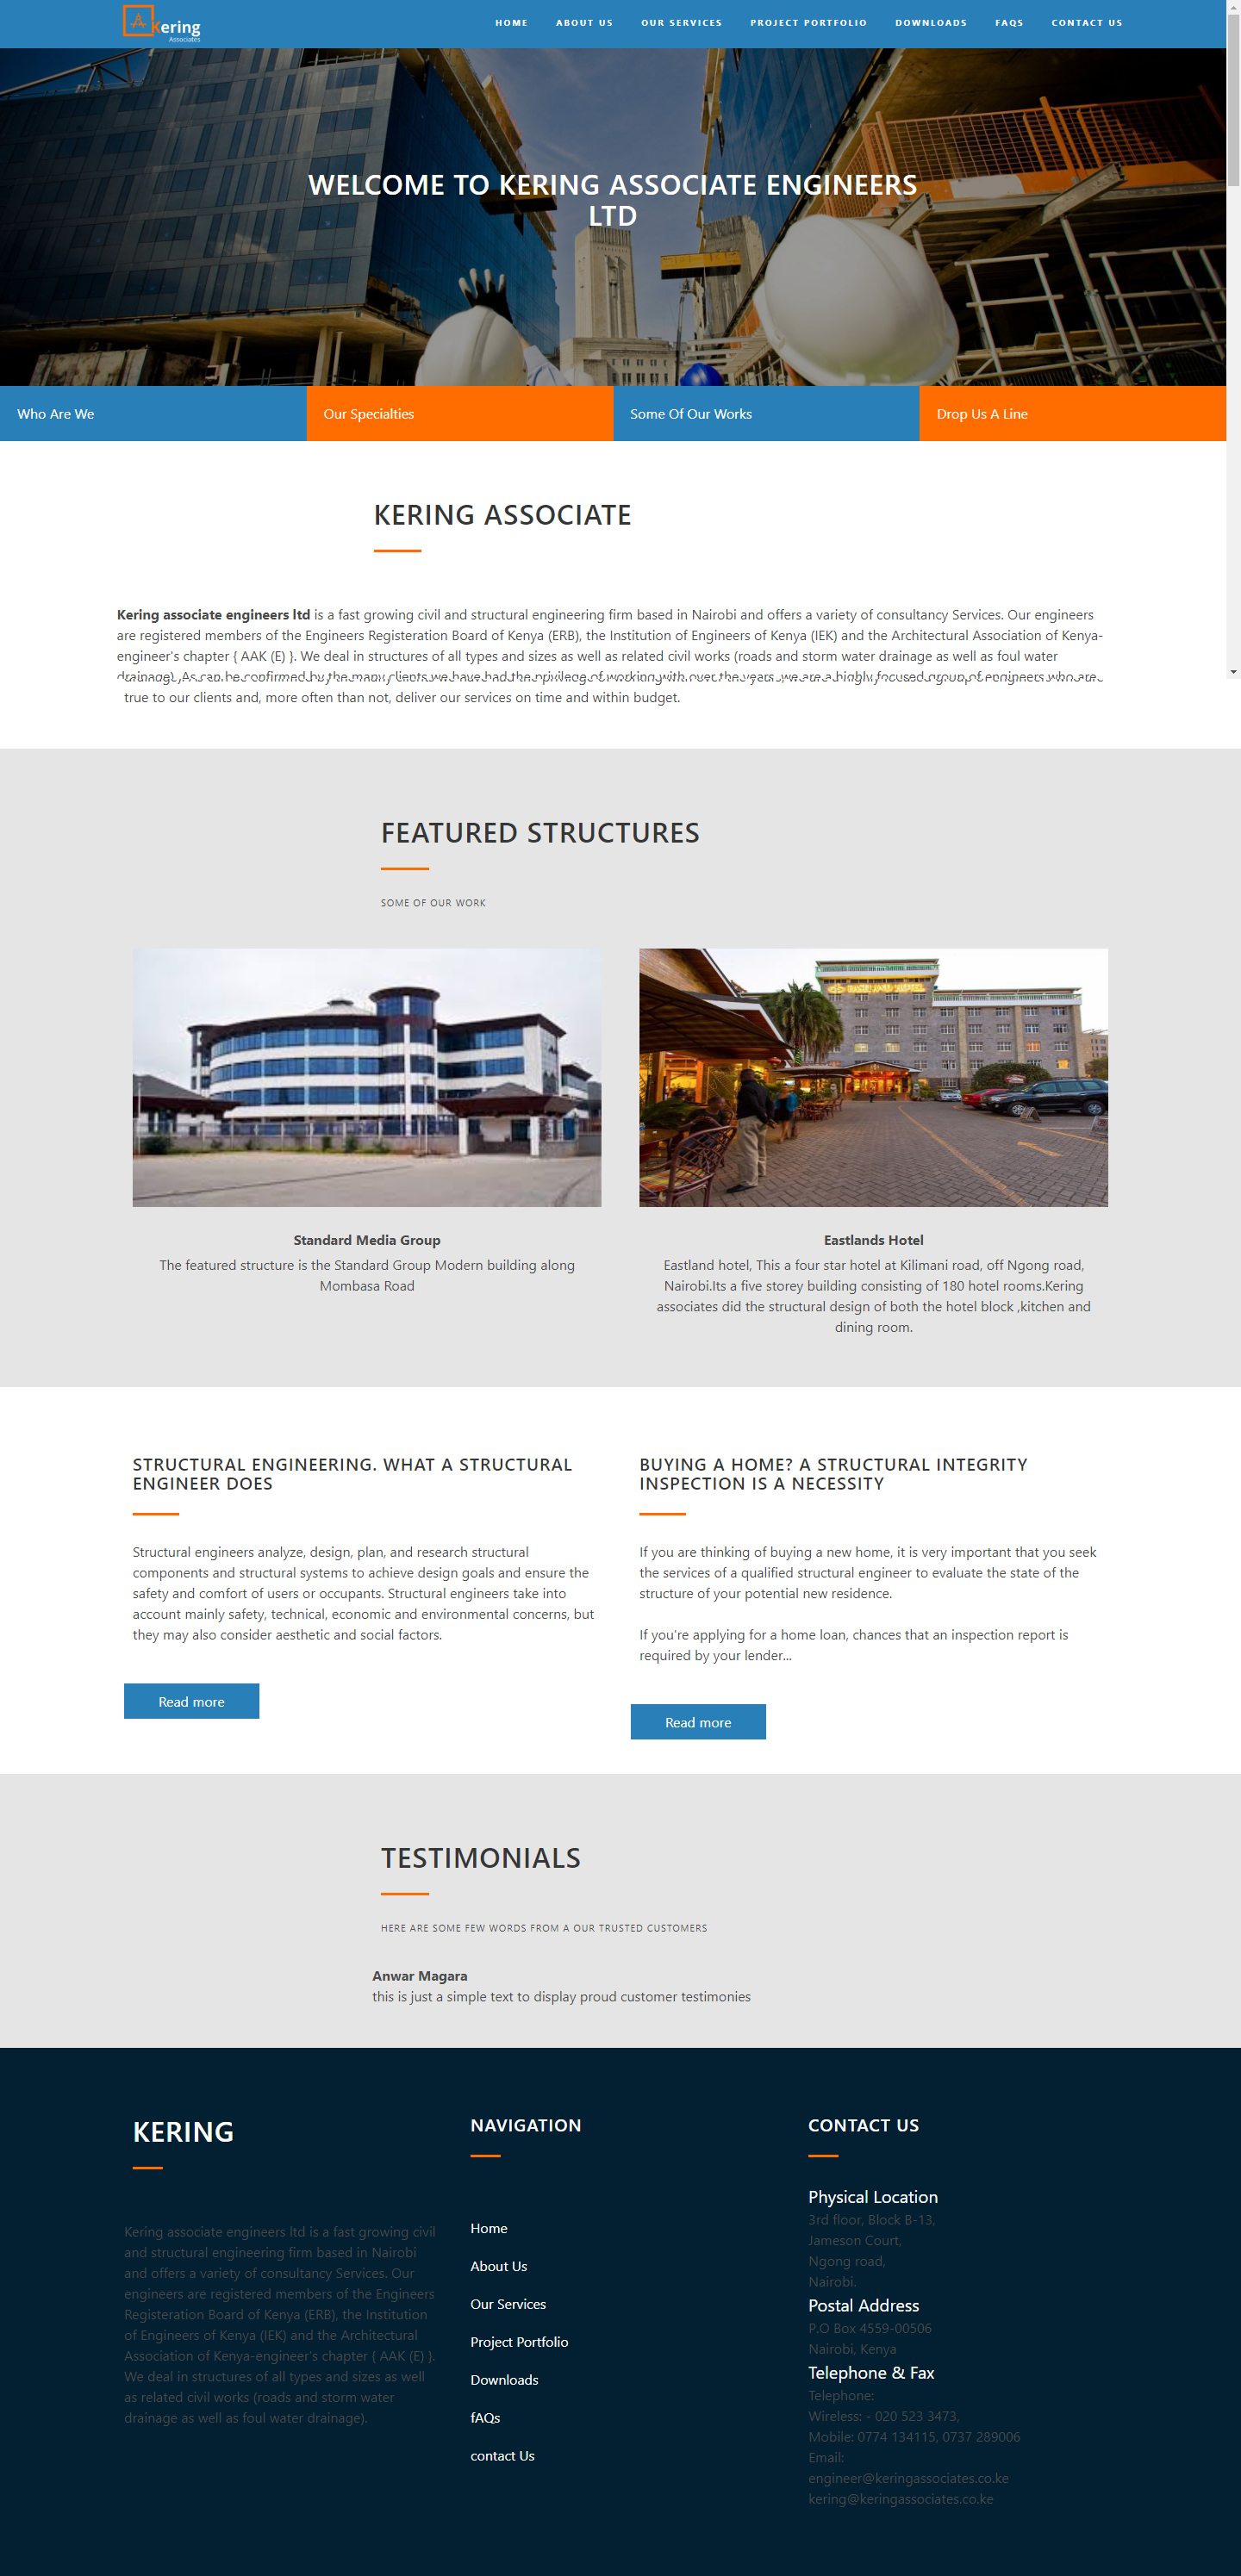 Kering
Associates
HOME ABOUT US OUR SERVICES PROJECT PORTFOLIO DOWNLOADS FAQS CONTACT US
WELCOME TO KERING ASSOCIATE ENGINEERS
LTD
Who Are We Our Specialties Some Of Our Works Drop Us A Line
KERING ASSOCIATE
Kering associate engineers ltd is a fast growing civil and structural engineering firm based in Nairobi and offers a variety of consultancy Services. Our engineers
are registered members of the Engineers Registeration Board of Kenya (ERB), the Institution of Engineers of Kenya (IEK) and the Architectural Association of Kenya-
engineer's chapter { AAK (E) }. We deal in structures of all types and sizes as well as related civil works (roads and storm water drainage as well as foul water
drainage). As can be confirmed by the many clients we have had the privileg of working with over the years ,we are a highly focused group of engineers who are
true to our clients and, more often than not, deliver our services on time and within budget.
FEATURED STRUCTURES
SOME OF OUR WORK
Standard Media Group
The featured structure is the Standard Group Modern building along
Mombasa Road
Eastlands Hotel
Eastland hotel, This a four star hotel at Kilimani road, off Ngong road,
Nairobi.Its a five storey building consisting of 180 hotel rooms.Kering
associates did the structural design of both the hotel block ,kitchen and
dining room.
STRUCTURAL ENGINEERING. WHAT A STRUCTURAL
ENGINEER DOES
Structural engineers analyze, design, plan, and research structural
components and structural systems to achieve design goals and ensure the
safety and comfort of users or occupants. Structural engineers take into
account mainly safety, technical, economic and environmental concerns, but
they may also consider aesthetic and social factors.
Read more
BUYING A HOME? A STRUCTURAL INTEGRITY
INSPECTION IS A NECESSITY
If you are thinking of buying a new home, it is very important that you seek
the services of a qualified structural engineer to evaluate the state of the
structure of your potential new residence.
If you're applying for a home loan, chances that an inspection report is
required by your lender...
Read more
TESTIMONIALS
HERE ARE SOME FEW WORDS FROM A OUR TRUSTED CUSTOMERS
Anwar Magara
this is just a simple text to display proud customer testimonies
KERING
Kering associate engineers ltd is a fast growing civil
and structural engineering firm based in Nairobi
and offers a variety of consultancy Services. Our
engineers are registered members of the Engineers
Registeration Board of Kenya (ERB), the Institution
of Engineers of Kenya (IEK) and the Architectural
Association of Kenya-engineer's chapter { AAK (E) }.
We deal in structures of all types and sizes as well
as related civil works (roads and storm water
drainage as well as foul water drainage).
NAVIGATION
Home
About Us
Our Services
Project Portfolio
Downloads
fAQs
contact Us
CONTACT US
Physical Location
3rd floor, Block B-13,
Jameson Court,
Ngong road,
Nairobi.
Postal Address
P.O Box 4559-00506
Nairobi, Kenya
Telephone & Fax
Telephone:
Wireless: - 020 523 3473,
Mobile: 0774 134115, 0737 289006
Email:
engineer@keringassociates.co.ke
kering@keringassociates.co.ke